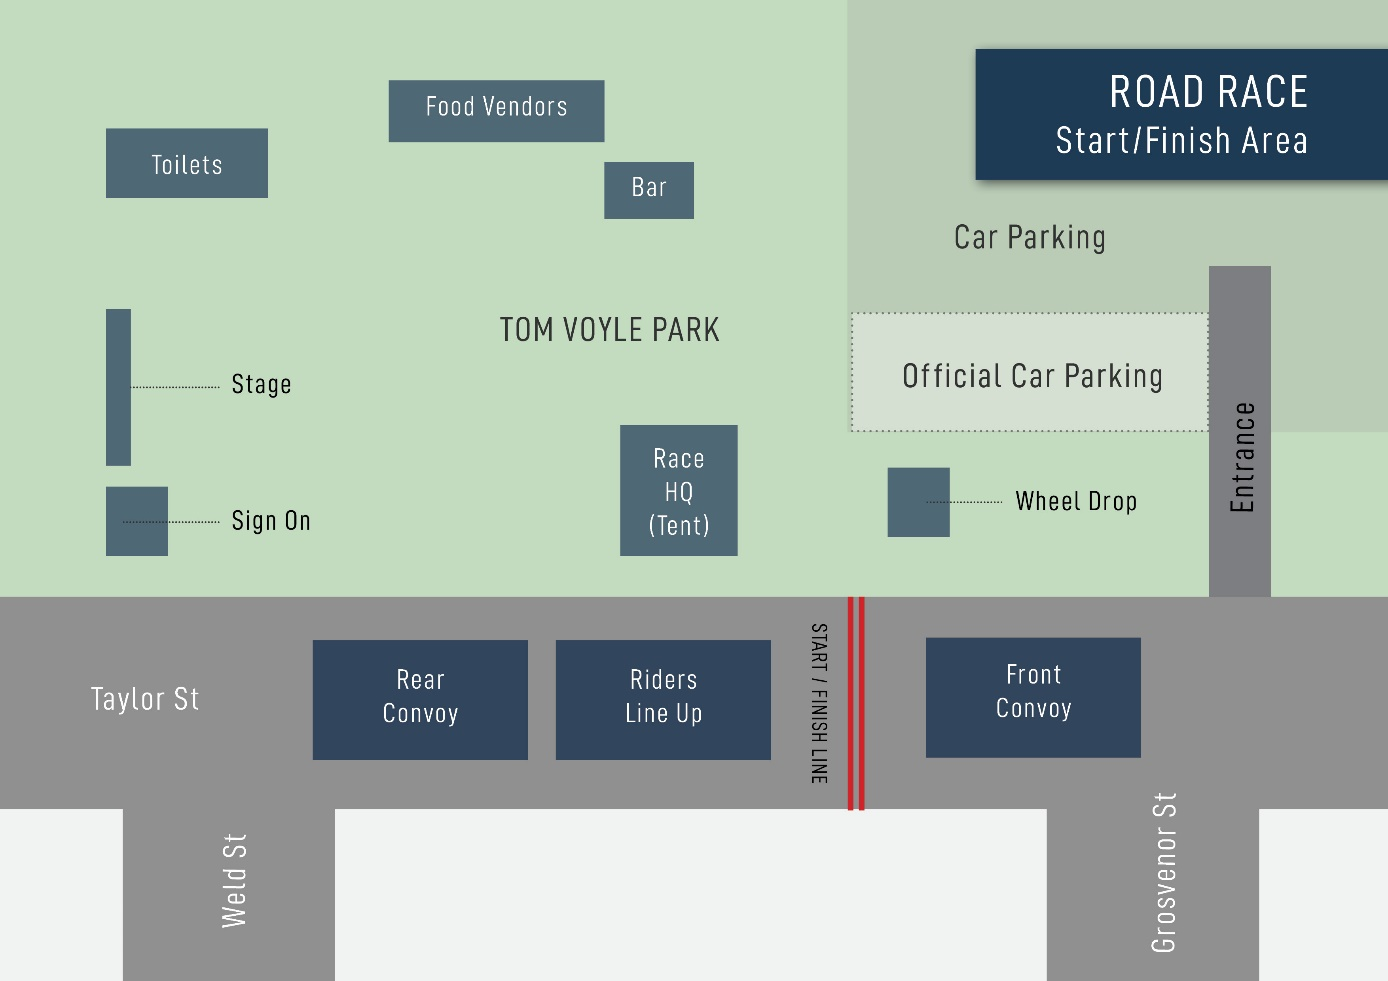 ROAD RACE
Start/Finish Area
Food Vendors
Toilets
Bar
Car Parking
TOM VOYLE PARK
Official Car Parking
Stage
Entrance
Race
HQ
(Tent)
Wheel Drop
Sign On
START / FINISH LINE
Rear
Convoy
Riders
Line Up
Front
Convoy
Taylor St
Weld St
Grosvenor St